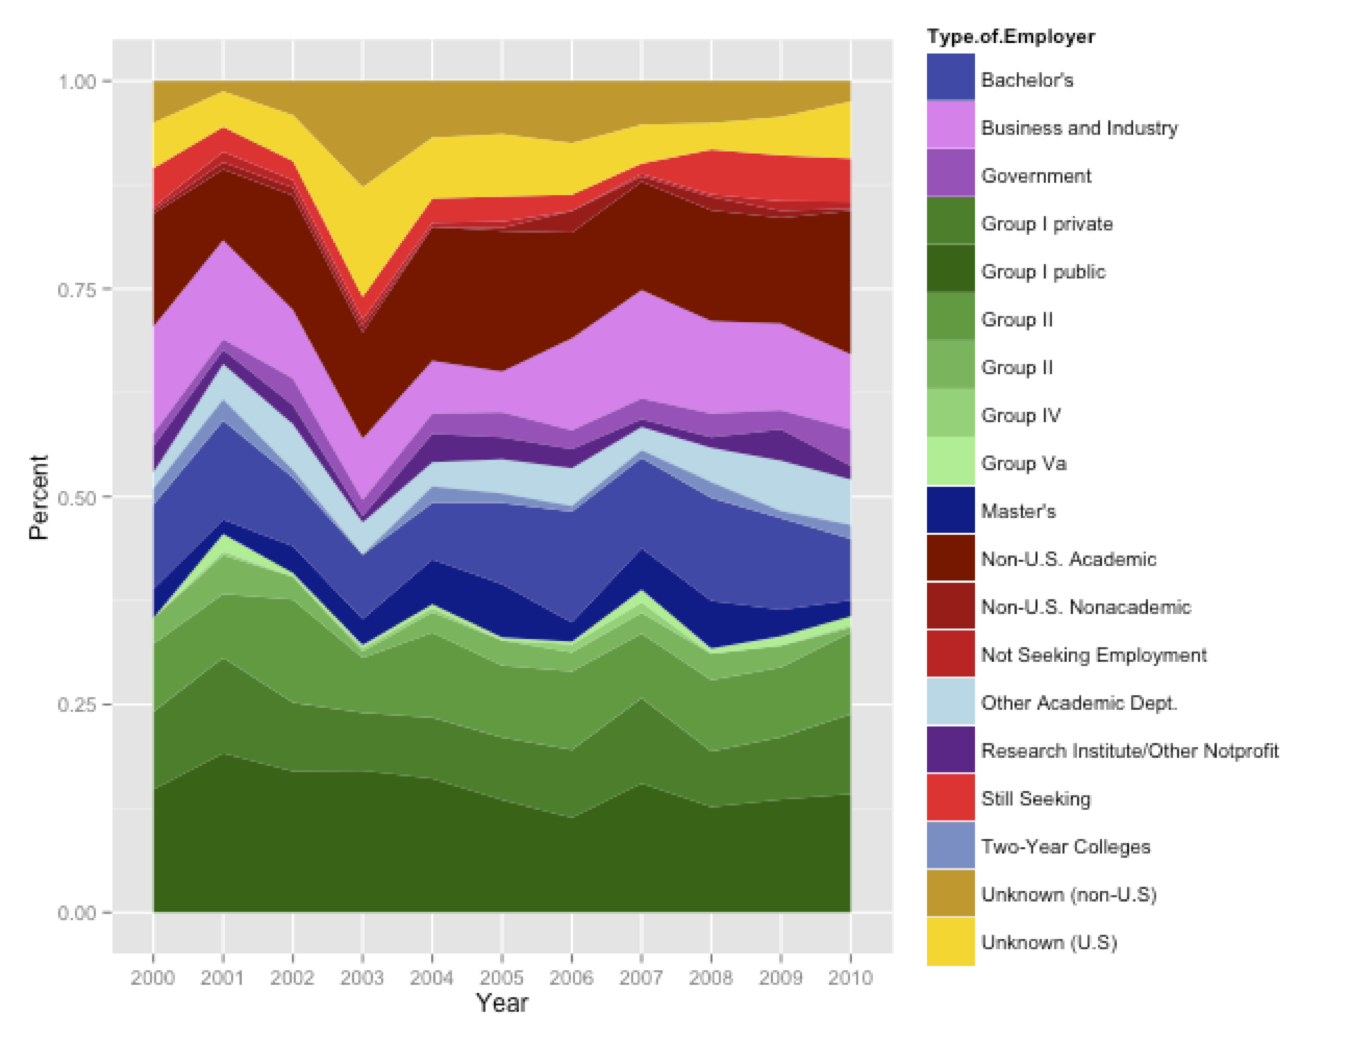 Type.of.Employer
Bachelor's
Business and Industry
Government
Group I private
Group I public
Group II
Group II
Group IV
Group Va
Master's
Non-U.S. Academic
Non-U.S. Nonacademic
Not Seeking Employment
Other Academic Dept.
Research Institute/Other Notprofit
Still Seeking
Two-Year Colleges
Unknown (non-U.S)
Unknown (U.S)
Percent
1.00
0.75
0.50
0.25
0.00
2000 2001 2002 2003 2004 2005 2006 2007 2008 2009 2010
Year